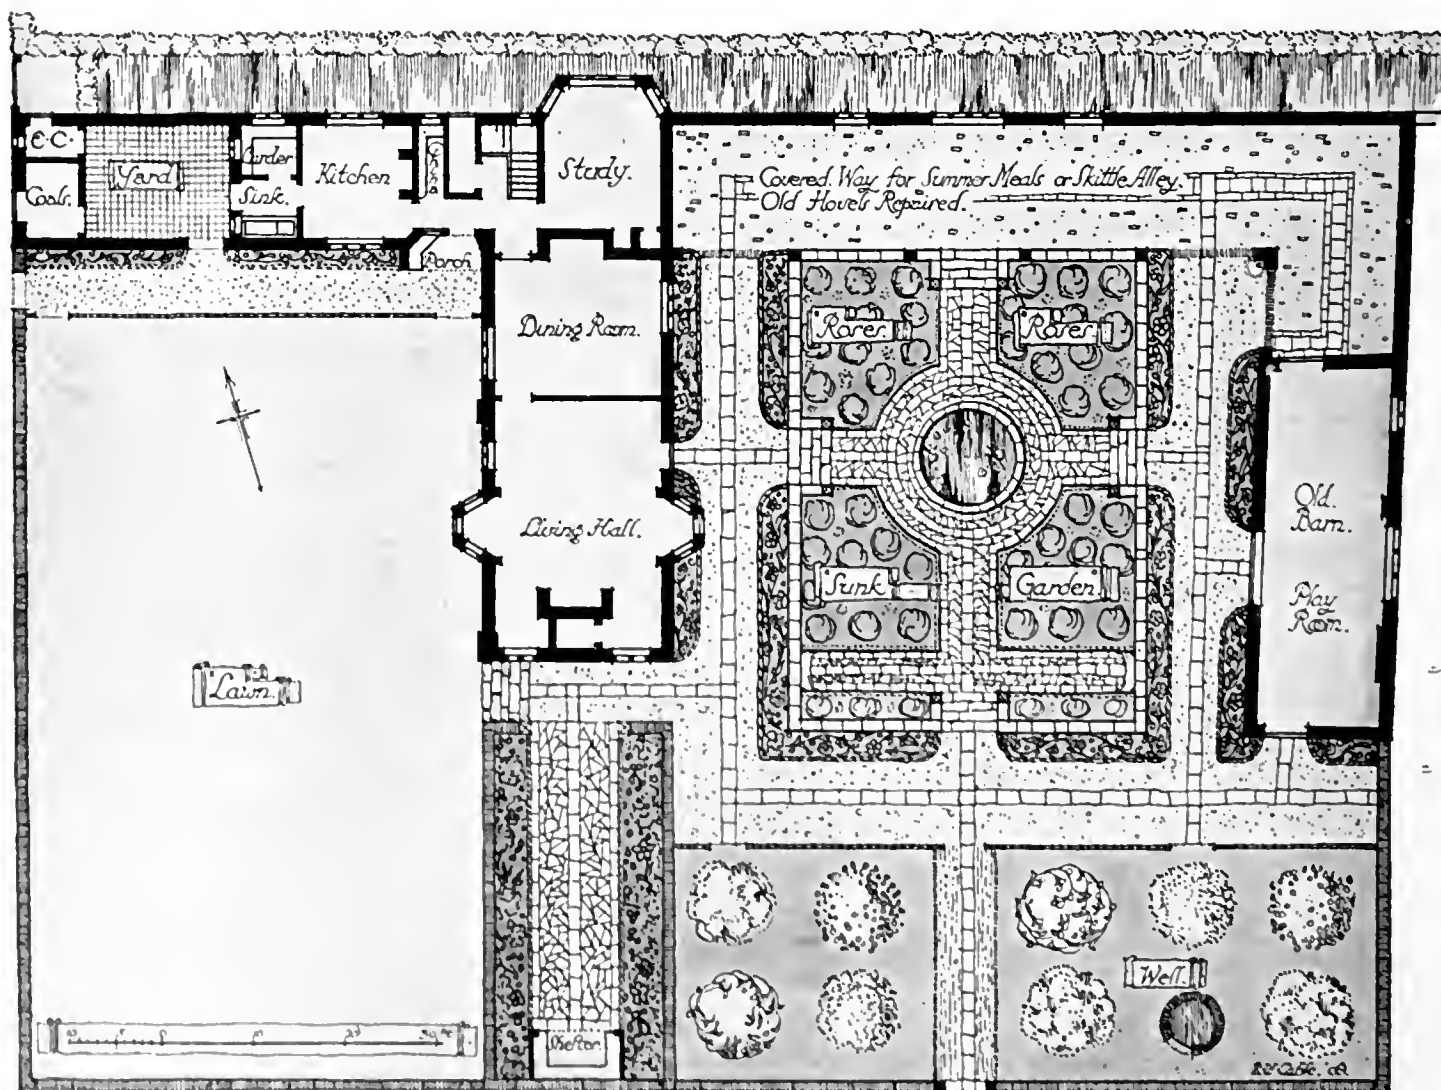 E.C.
Coals.
Yard
Larder
Sink.
Kitchen
China
Porch
Study.
Covered Way for Summer Meals or Skittle Alley.
Old Hovels Repaired.
Dining Room.
Roses.
Roses
Living Hall.
Sunk
Garden
Old
Barn.
Play
Room.
Lawn.
Well
Shelter.